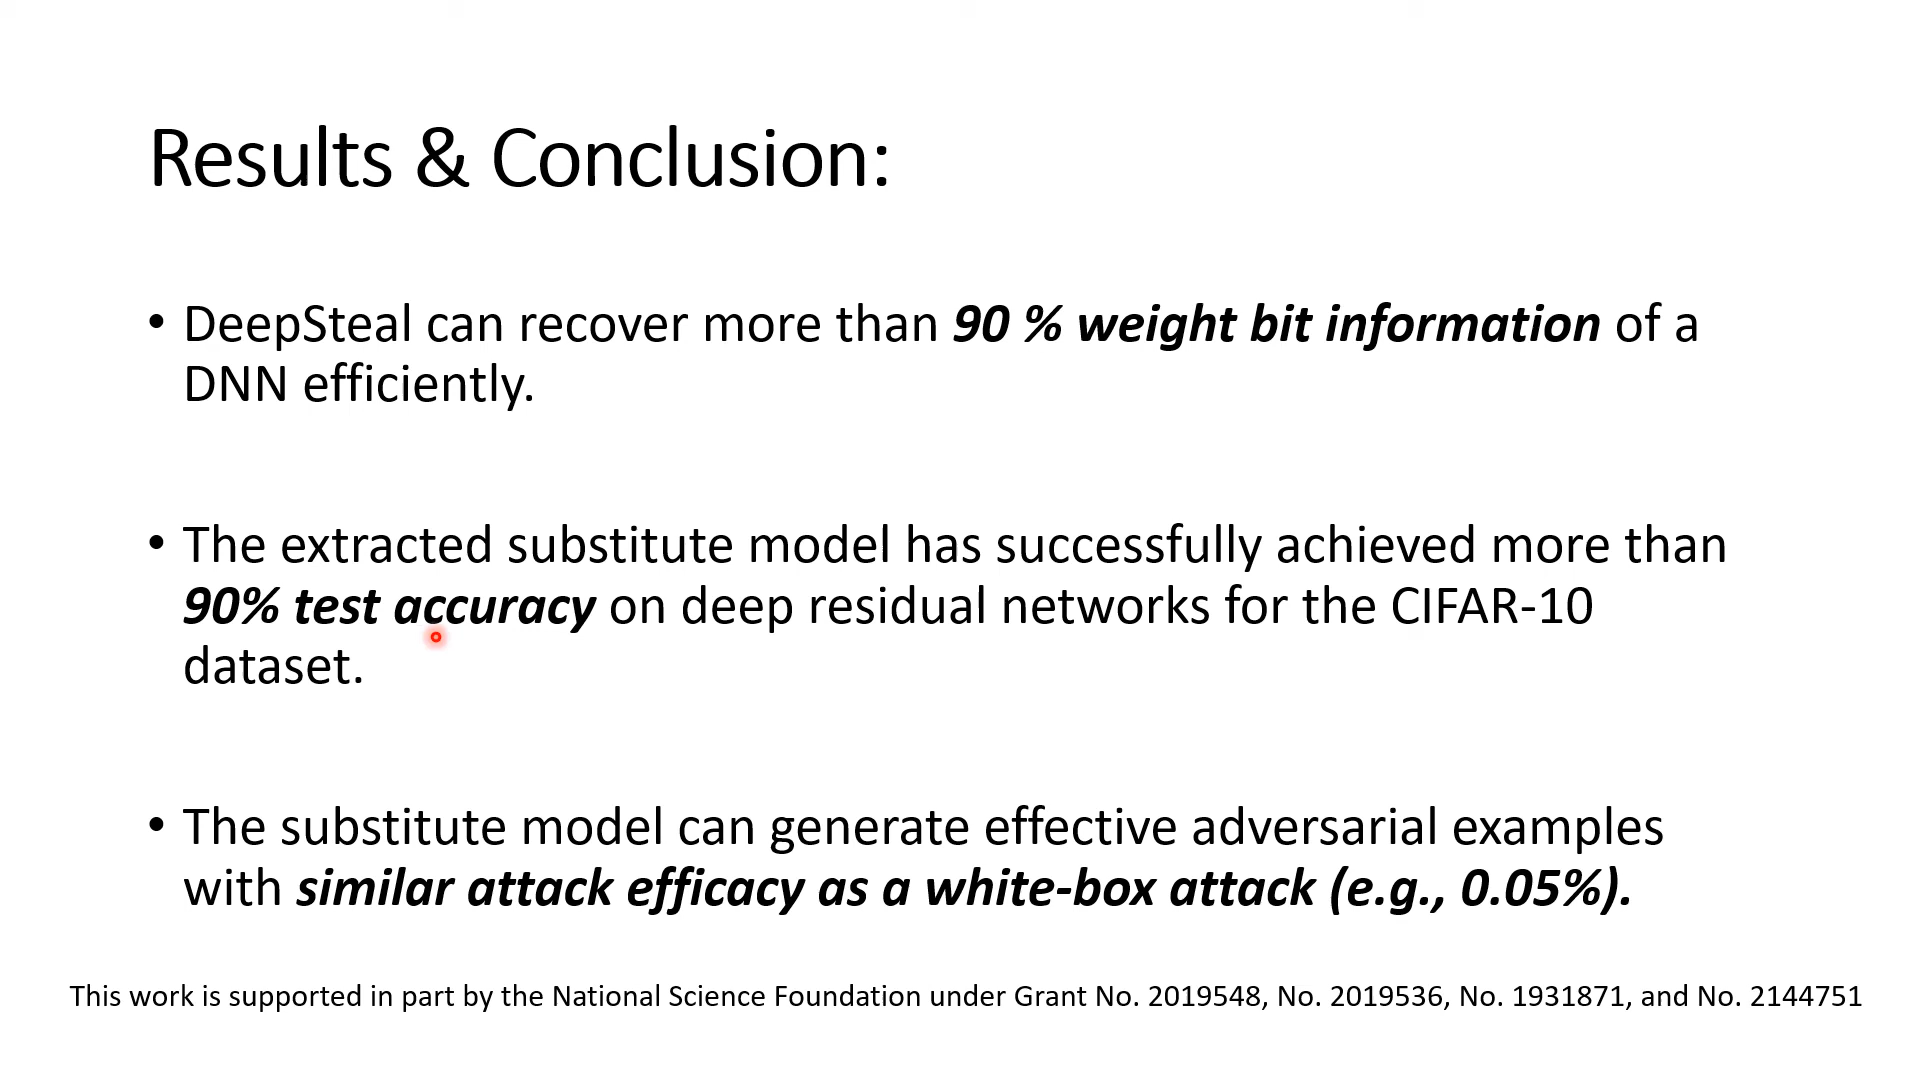 Results & Conclusion:
• DeepSteal can recover more than 90 % weight bit information of a
DNN efficiently.
• The extracted substitute model has successfully achieved more than
90% test accuracy on deep residual networks for the CIFAR-10
dataset.
• The substitute model can generate effective adversarial examples
with similar attack efficacy as a white-box attack (e.g., 0.05%).
This work is supported in part by the National Science Foundation under Grant No. 2019548, No. 2019536, No. 1931871, and No. 2144751